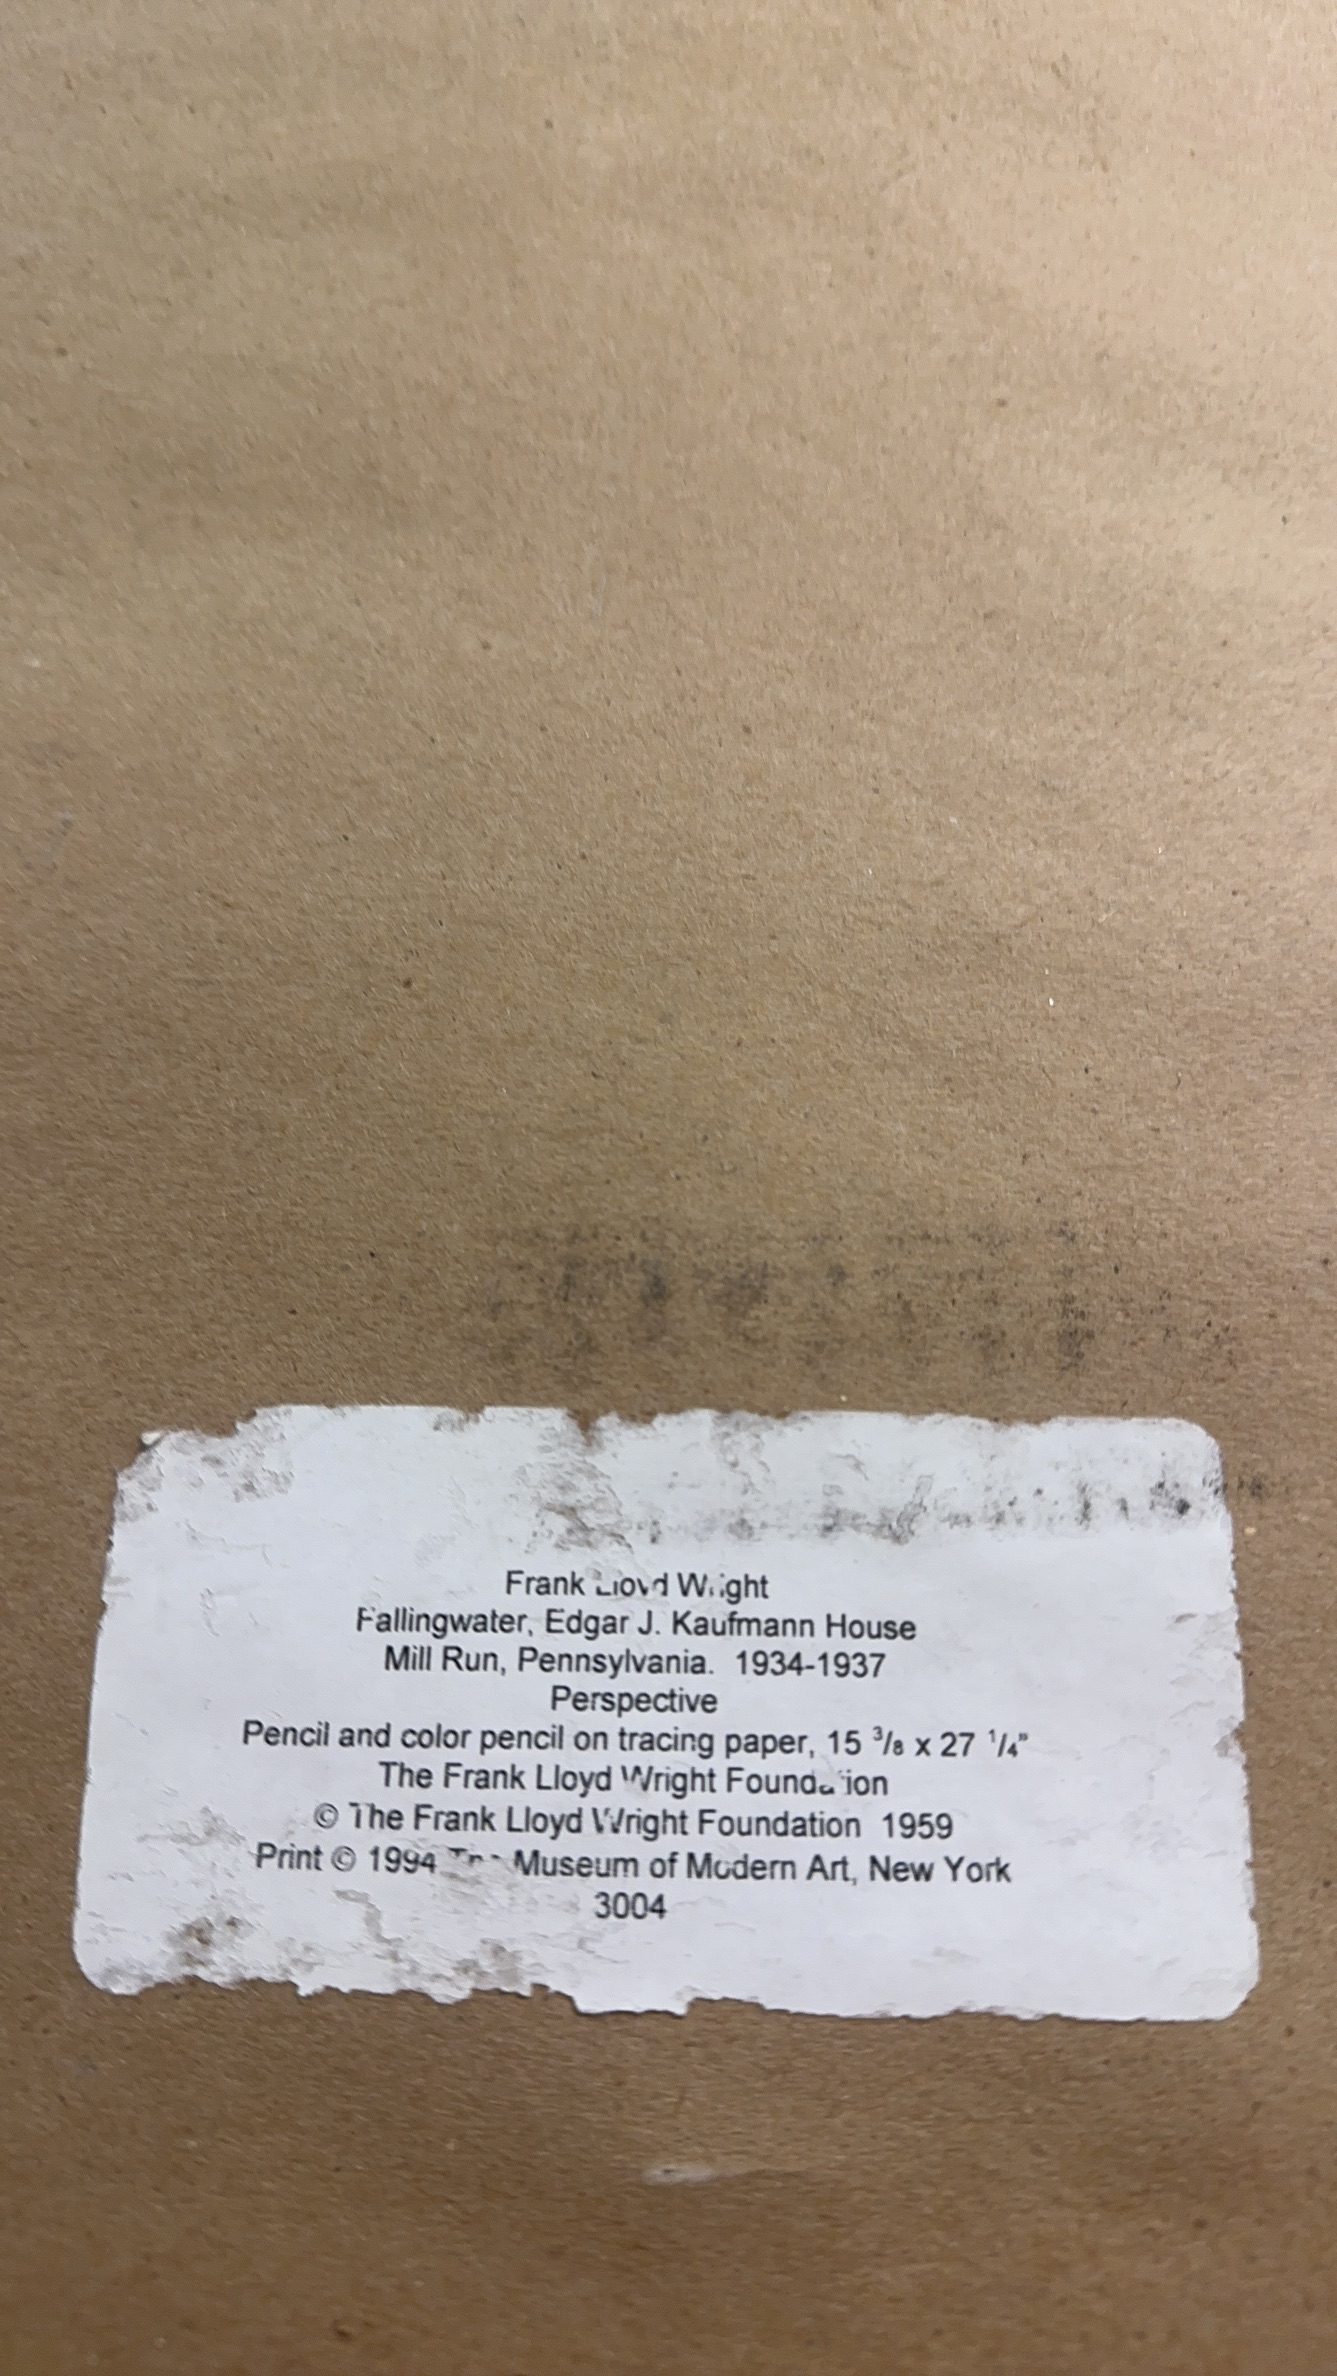 Frank Lloyd Wright
Fallingwater, Edgar J. Kaufmann House
Mill Run, Pennsylvania. 1934-1937
Perspective
Pencil and color pencil on tracing paper, 15 3/8 x 27 1/4"
The Frank Lloyd Wright Foundation
© The Frank Lloyd Wright Foundation 1959
Print © 1994 The Museum of Modern Art, New York
3004